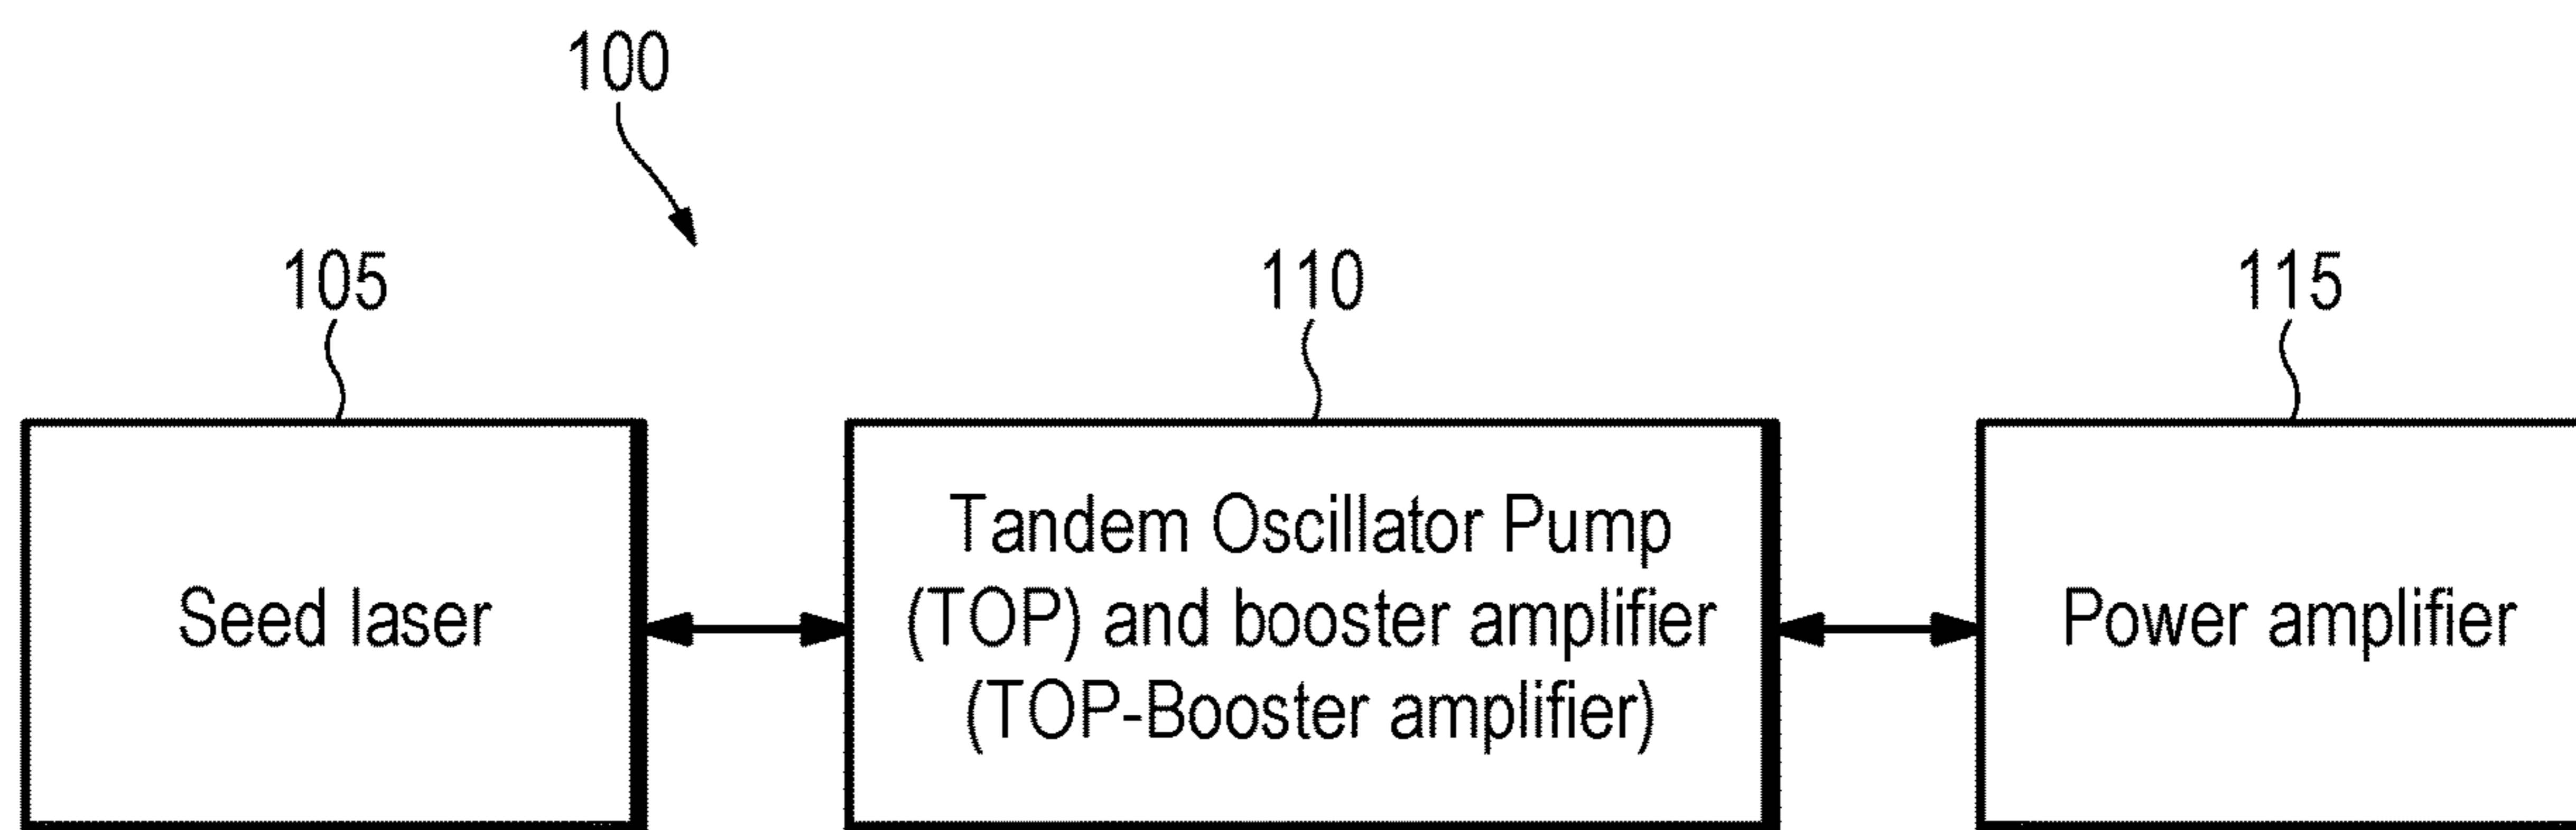 100
105
110
115
Seed laser
Tandem Oscillator Pump
(TOP) and booster amplifier
(TOP-Booster amplifier)
Power amplifier